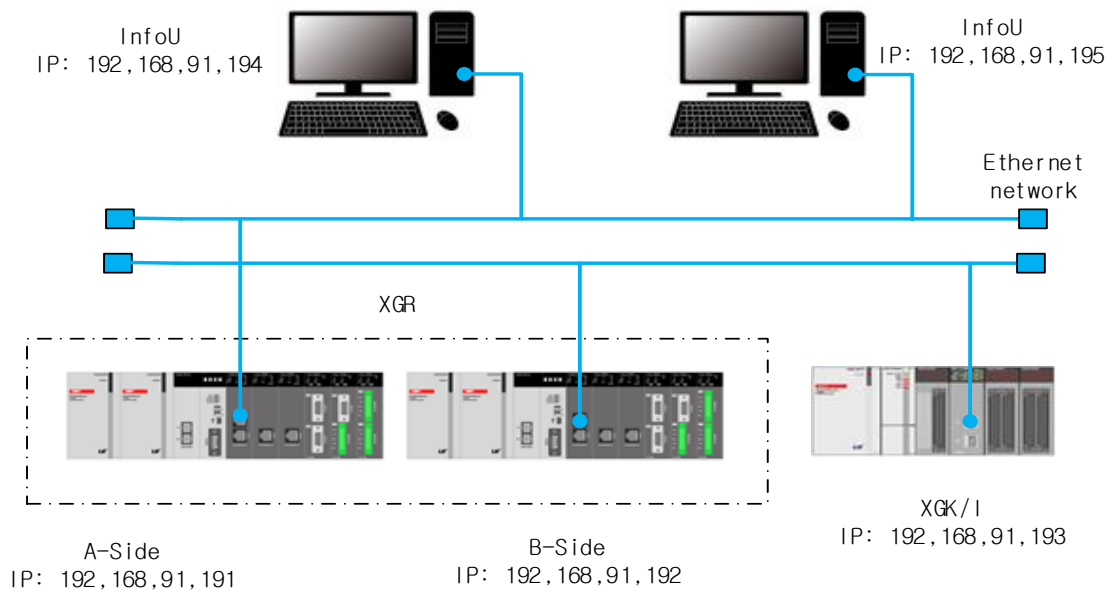 InfoU
IP: 192,168,91,194
InfoU
IP: 192,168,91,195
Ethernet
network
XGR
A-Side
IP: 192,168,91,191
B-Side
IP: 192,168,91,192
XGK/I
IP: 192,168,91,193